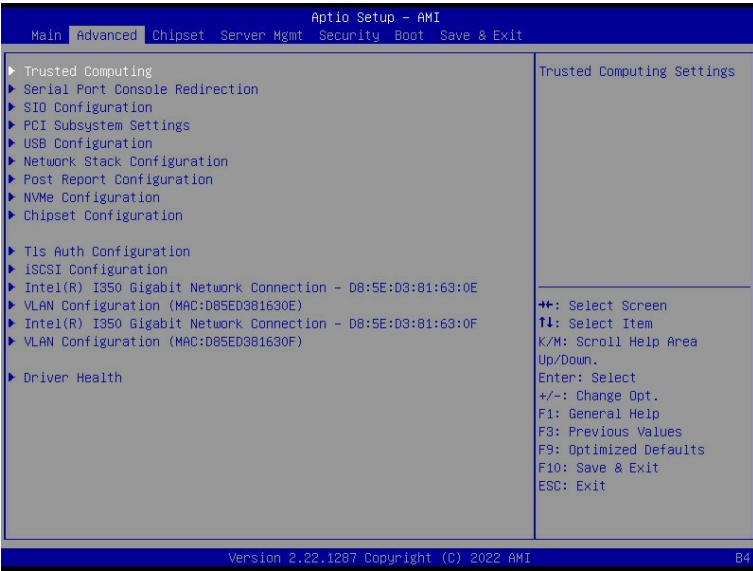 Aptio Setup – AMI
Main Advanced Chipset Server Mgmt Security Boot Save & Exit
▶ Trusted Computing
▶ Serial Port Console Redirection
▶ SIO Configuration
▶ PCI Subsystem Settings
▶ USB Configuration
▶ Network Stack Configuration
▶ Post Report Configuration
▶ NVMe Configuration
▶ Chipset Configuration
▶ Tls Auth Configuration
▶ iSCSI Configuration
▶ Intel(R) I350 Gigabit Network Connection – D8:5E:D3:81:63:0E
▶ VLAN Configuration (MAC:D85ED381630E)
▶ Intel(R) I350 Gigabit Network Connection – D8:5E:D3:81:63:0F
▶ VLAN Configuration (MAC:D85ED381630F)
▶ Driver Health
Trusted Computing Settings
→←: Select Screen
↑↓: Select Item
K/M: Scroll Help Area
Up/Down.
Enter: Select
+/-: Change Opt.
F1: General Help
F3: Previous Values
F9: Optimized Defaults
F10: Save & Exit
ESC: Exit
Version 2.22.1287 Copyright (C) 2022 AMI
B4